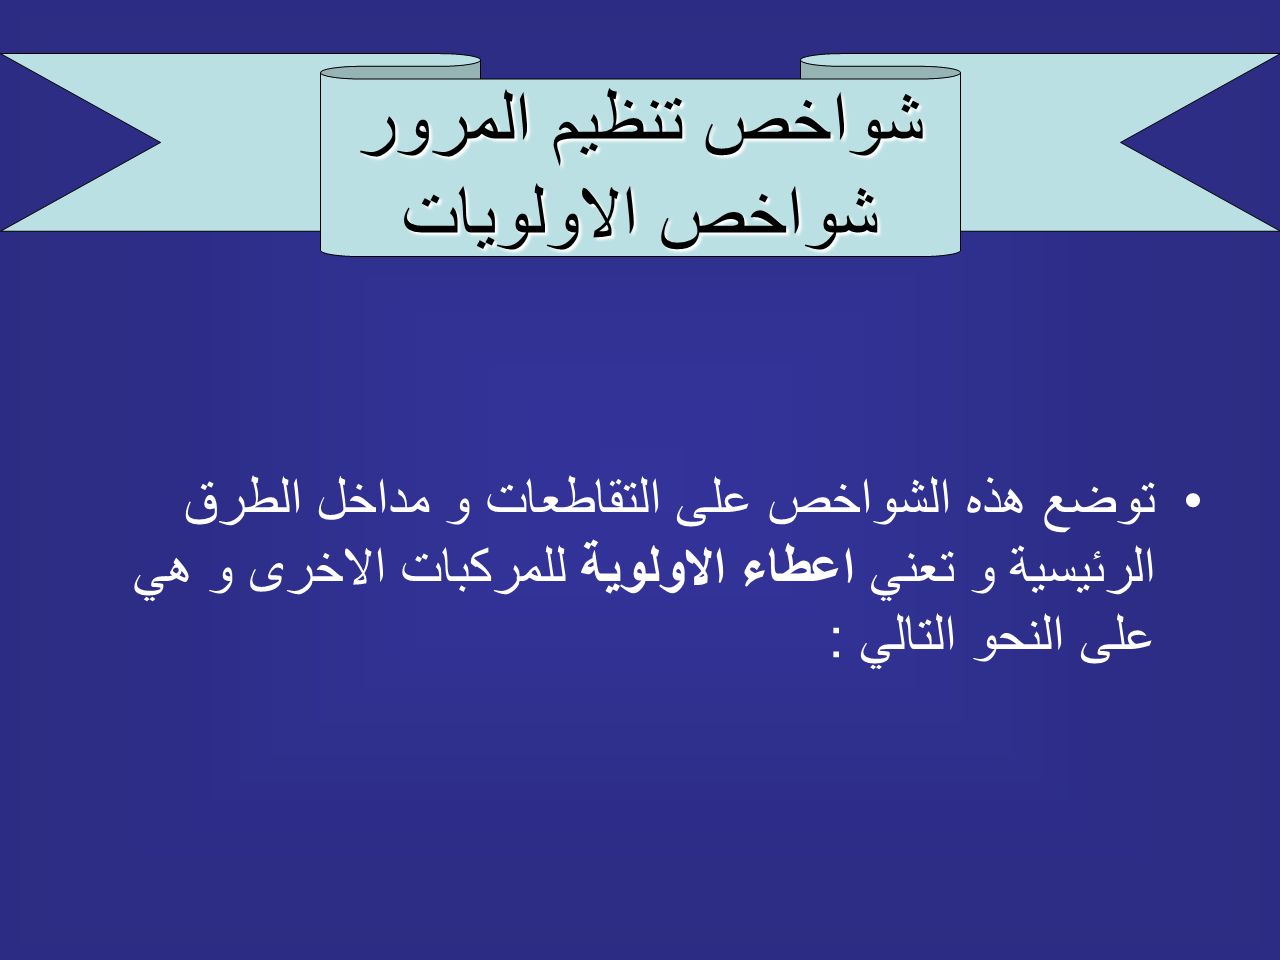 شواخص تنظيم المرور
شواخص الاولويات
• توضع هذه الشواخص على التقاطعات و مداخل الطرق
الرئيسية و تعني اعطاء الاولوية للمركبات الاخرى و هي
على النحو التالي :